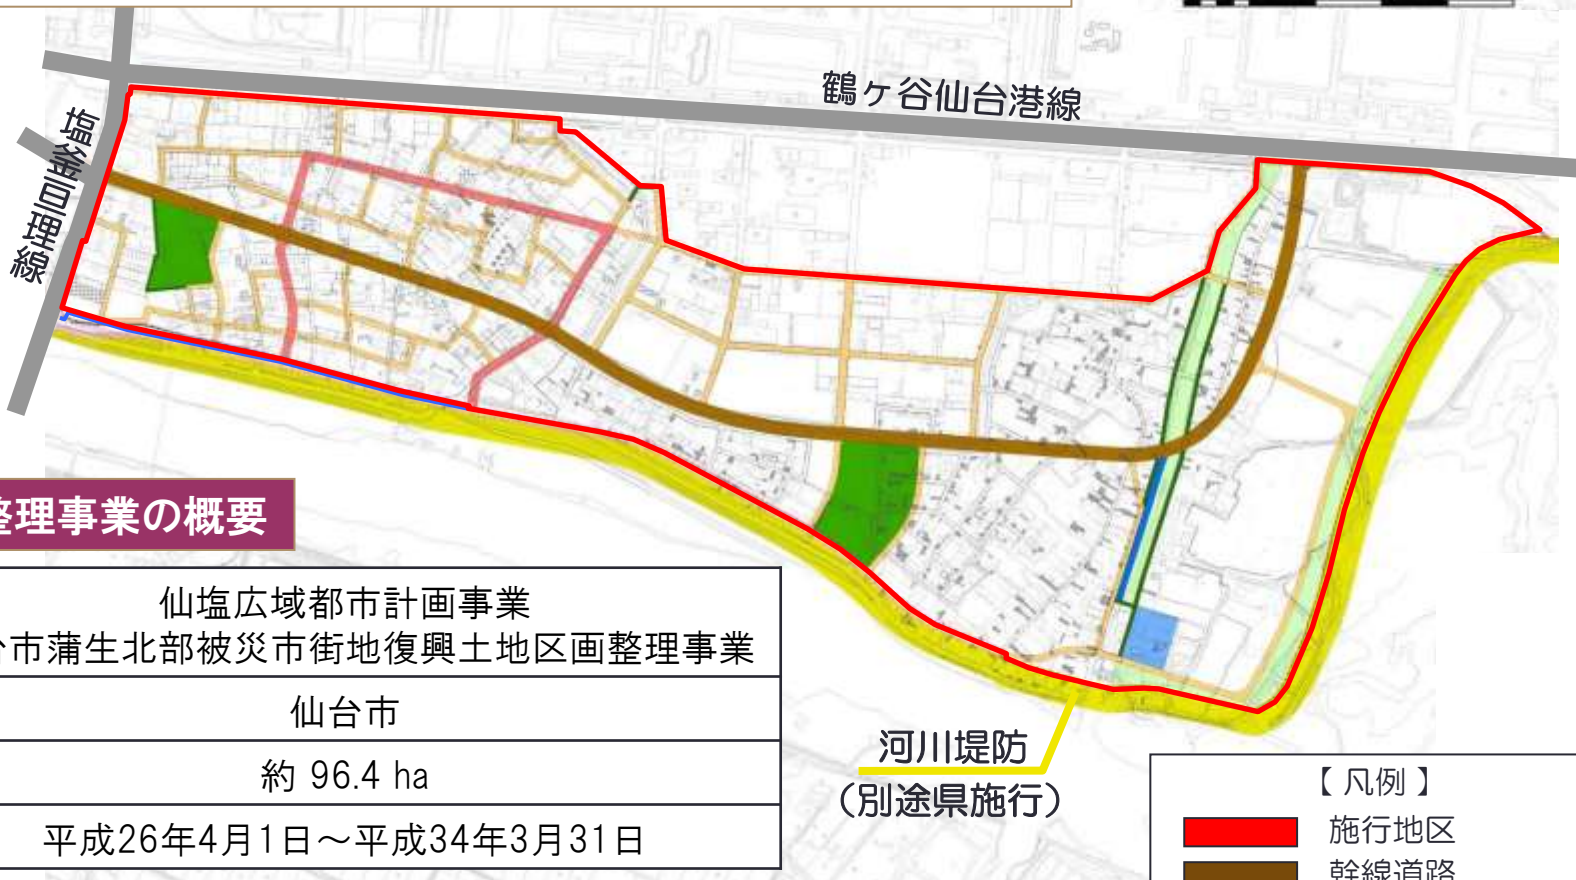 鶴ヶ谷仙台港線
塩釜亘理線
整理事業の概要
仙塩広域都市計画事業
台市蒲生北部被災市街地復興土地区画整理事業
仙台市
約 96.4 ha
平成26年4月1日～平成34年3月31日
河川堤防
（別途県施行）
【 凡例 】
施行地区
幹線道路